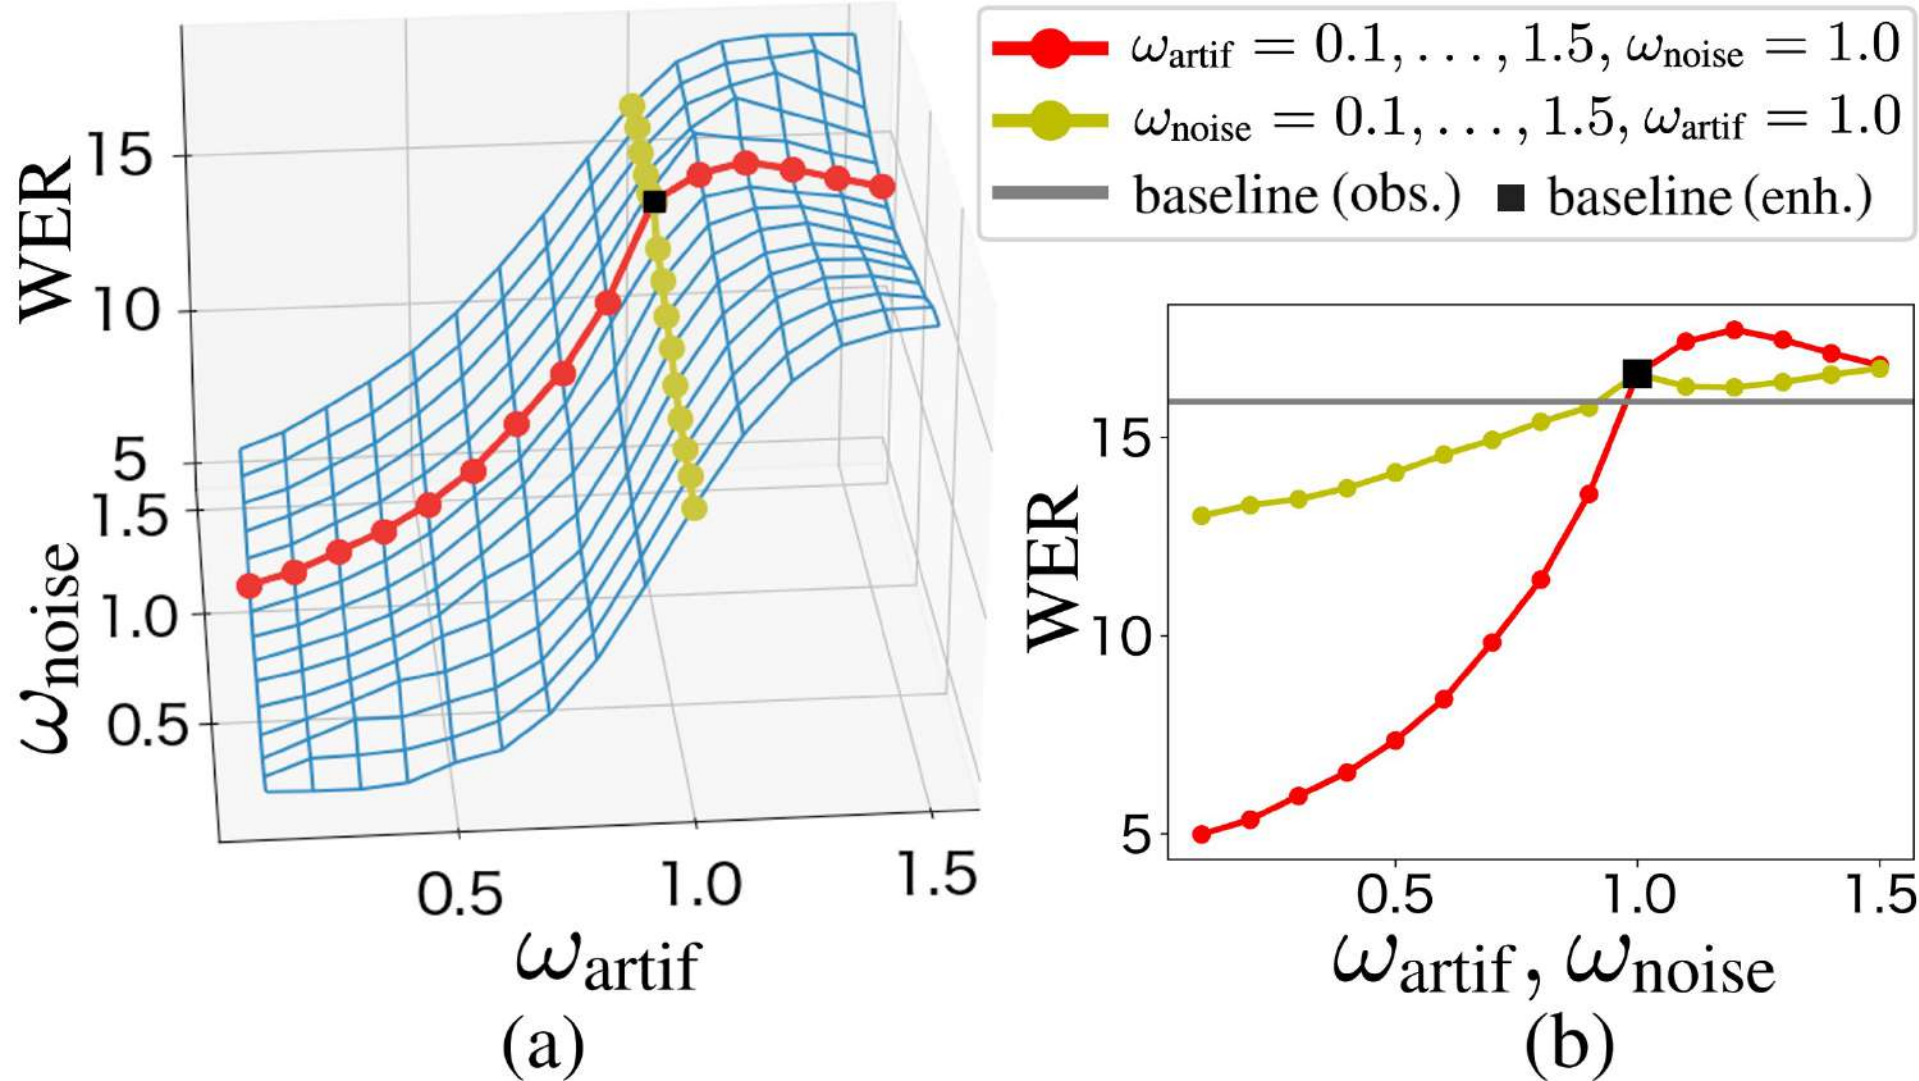 WER
15
10
5
1.5
1.0
0.5
ω_noise
0.5 1.0 1.5
ω_artif
(a)
ω_artif = 0.1, . . . , 1.5, ω_noise = 1.0
ω_noise = 0.1, . . . , 1.5, ω_artif = 1.0
baseline (obs.) baseline (enh.)
WER
15
10
5
0.5 1.0 1.5
ω_artif, ω_noise
(b)